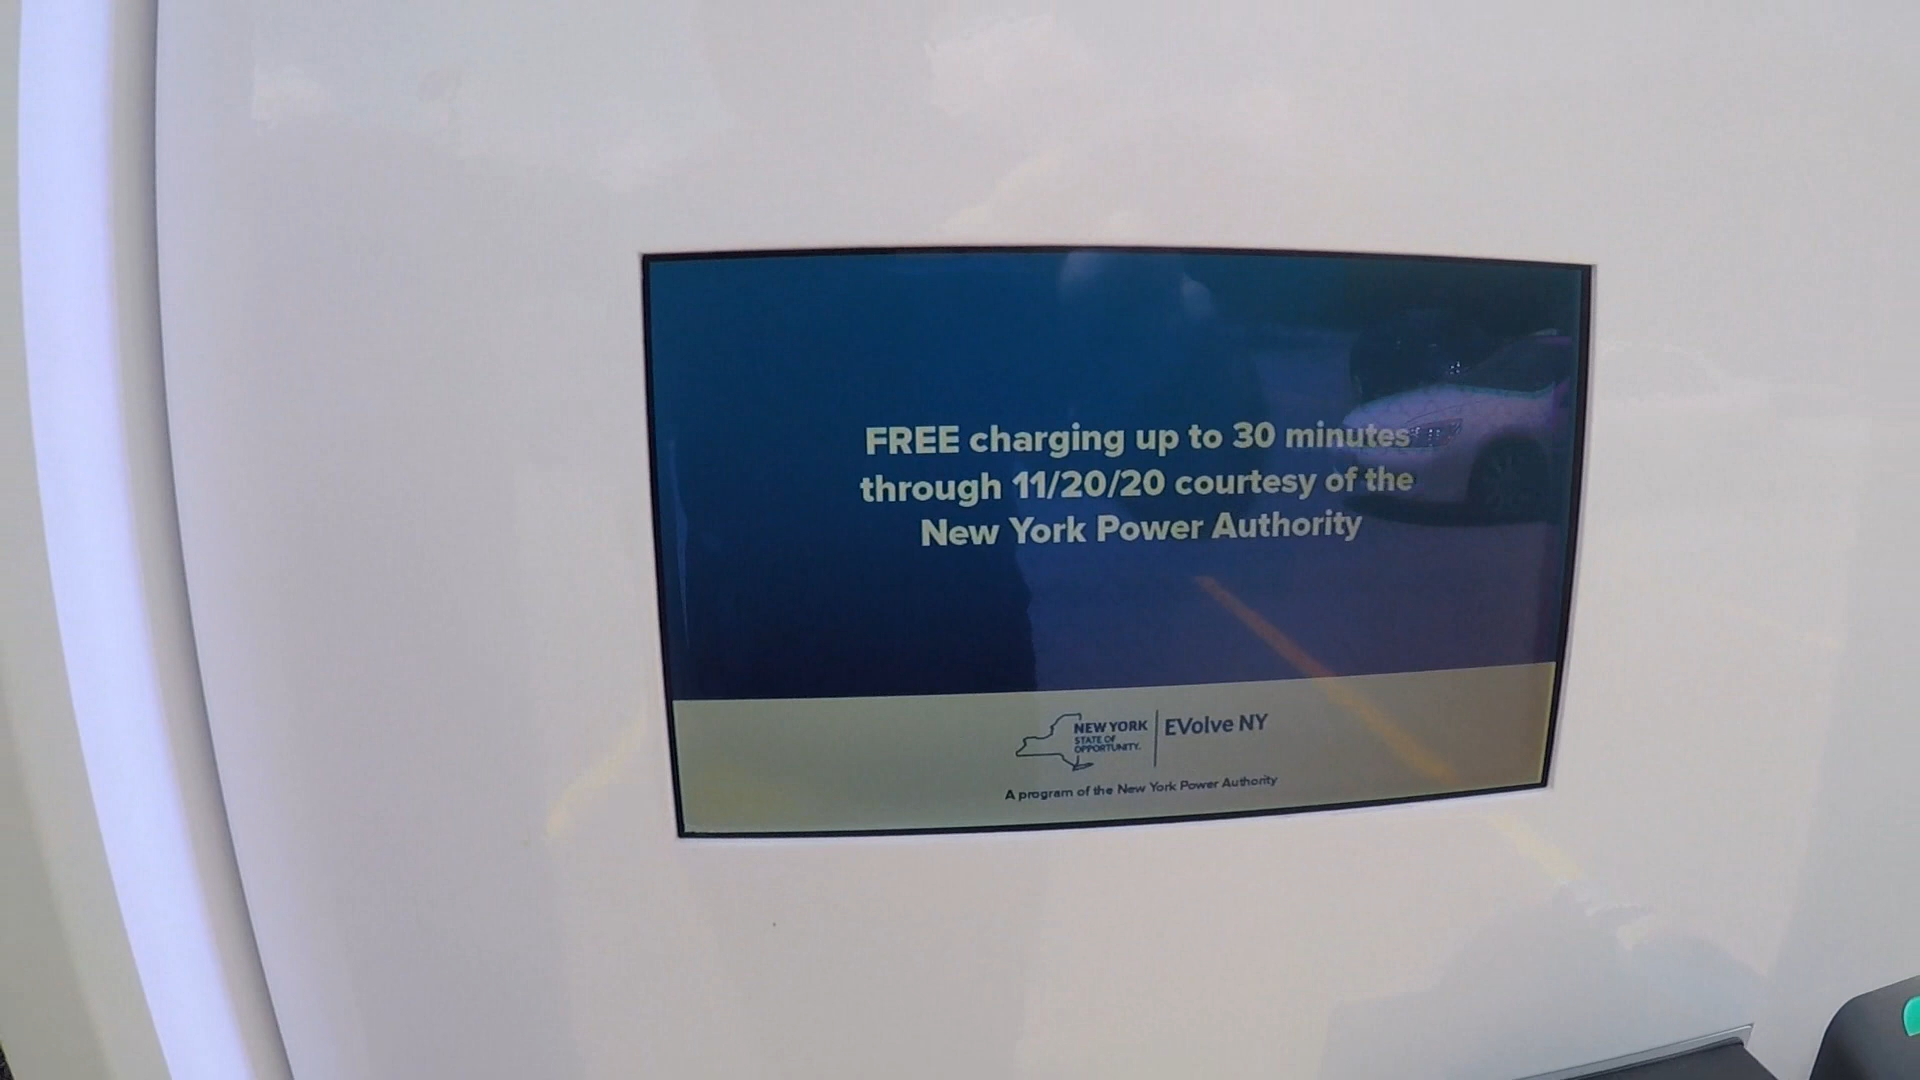 FREE charging up to 30 minutes
through 11/20/20 courtesy of the
New York Power Authority
NEW YORK
STATE OF
OPPORTUNITY.
EVolve NY
A program of the New York Power Authority